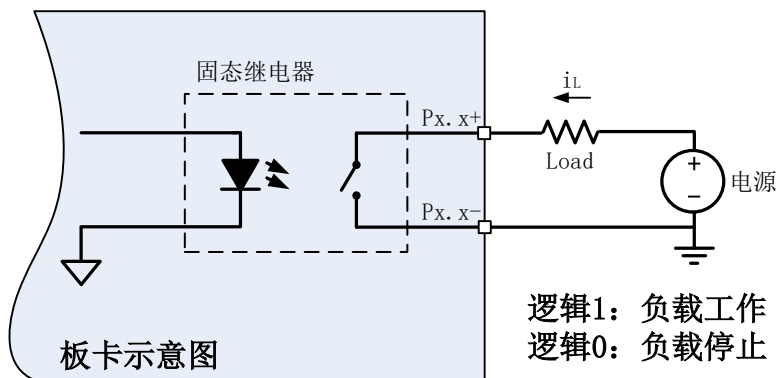 固态继电器
iL
Px.x+
Load
+
电源
-
Px.x-
逻辑1：负载工作
逻辑0：负载停止
板卡示意图